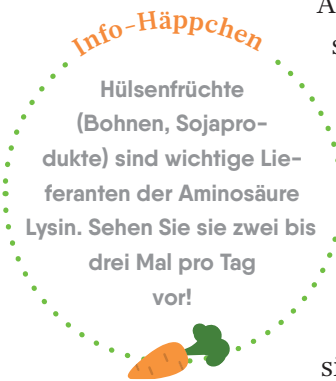 Info-Häppchen
Hülsenfrüchte
(Bohnen, Sojapro-
dukte) sind wichtige Lie-
feranten der Aminosäure
Lysin. Sehen Sie sie zwei bis
drei Mal pro Tag
vor!